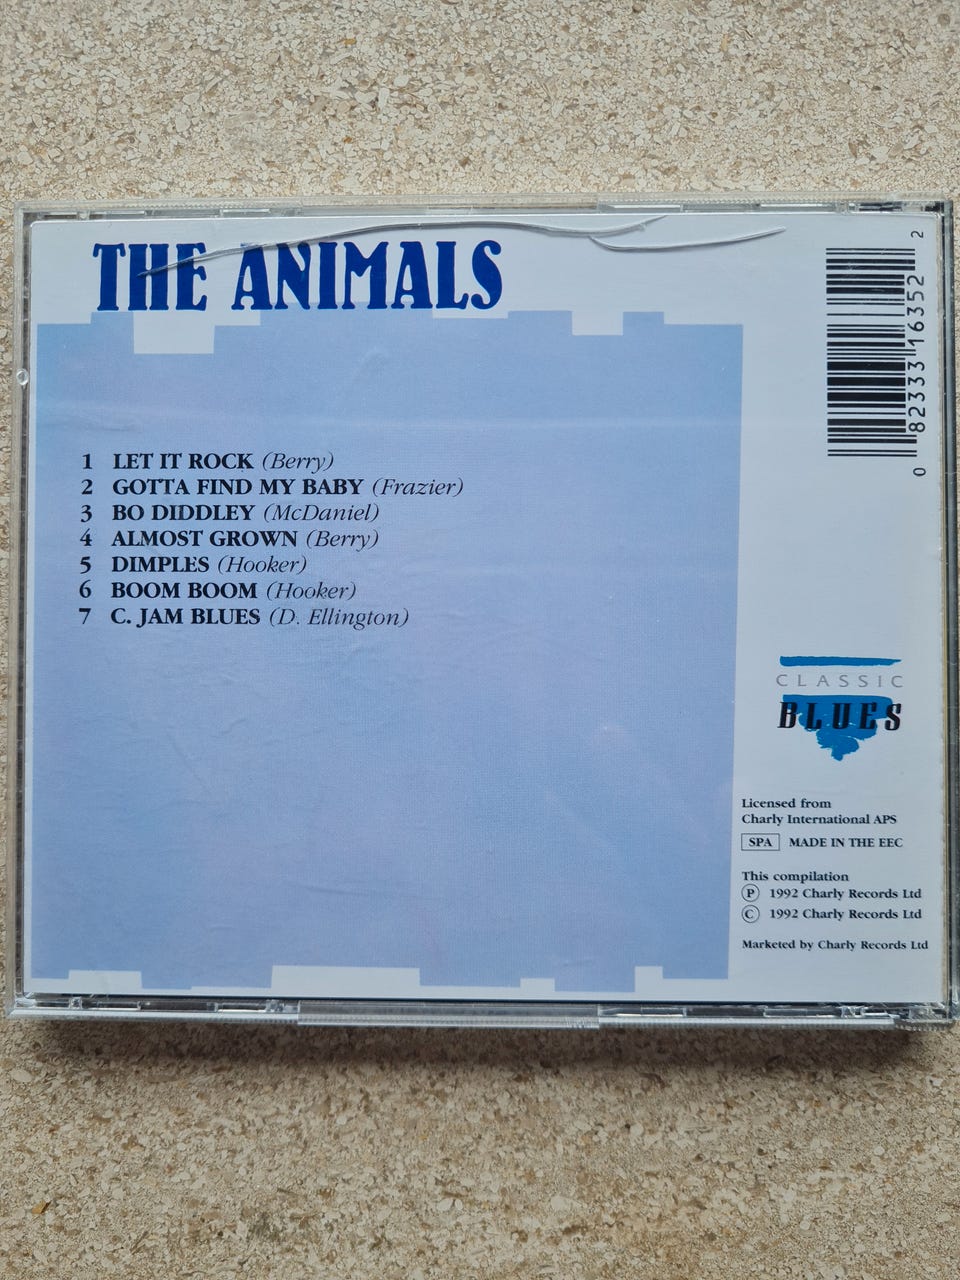 THE ANIMALS
1 LET IT ROCK (Berry)
2 GOTTA FIND MY BABY (Frazier)
3 BO DIDDLEY (McDaniel)
4 ALMOST GROWN (Berry)
5 DIMPLES (Hooker)
6 BOOM BOOM (Hooker)
7 C. JAM BLUES (D. Ellington)
0 82333 16352 2
CLASSIC
BLUES
Licensed from
Charly International APS
SPA MADE IN THE EEC
This compilation
Ⓟ 1992 Charly Records Ltd
© 1992 Charly Records Ltd
Marketed by Charly Records Ltd